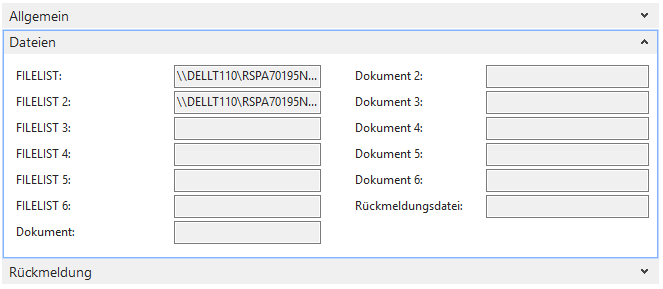 Allgemein
Dateien
FILELIST: \\DELLT110\RSPA70195N...
FILELIST 2: \\DELLT110\RSPA70195N...
FILELIST 3:
FILELIST 4:
FILELIST 5:
FILELIST 6:
Dokument:
Dokument 2:
Dokument 3:
Dokument 4:
Dokument 5:
Dokument 6:
Rückmeldungsdatei:
Rückmeldung